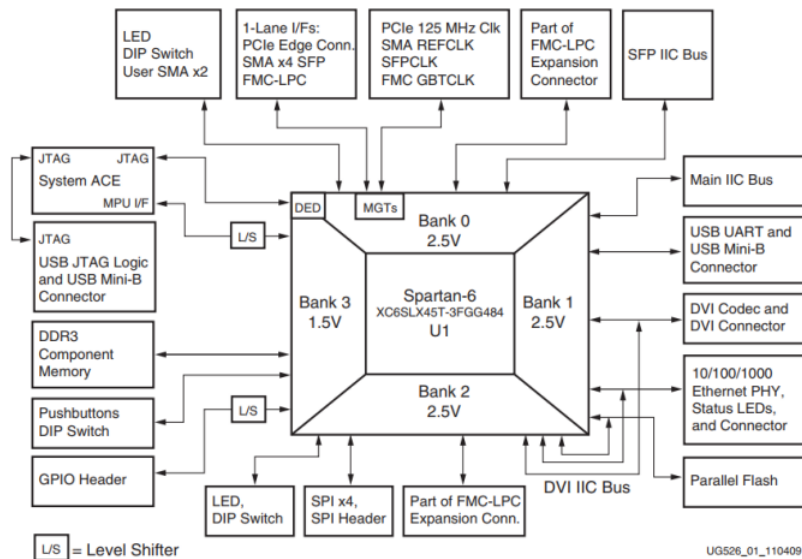 LED
DIP Switch
User SMA x2
1-Lane I/Fs:
PCIe Edge Conn.
SMA x4 SFP
FMC-LPC
PCIe 125 MHz Clk
SMA REFCLK
SFPCLK
FMC GBTCLK
Part of
FMC-LPC
Expansion
Connector
SFP IIC Bus
JTAG JTAG
System ACE
MPU I/F
L/S
JTAG
USB JTAG Logic
and USB Mini-B
Connector
DDR3
Component
Memory
Pushbuttons
DIP Switch
L/S
GPIO Header
DED
MGTs
Bank 0
2.5V
Bank 3
1.5V
Spartan-6
XC6SLX45T-3FGG484
U1
Bank 1
2.5V
Bank 2
2.5V
Main IIC Bus
USB UART and
USB Mini-B
Connector
DVI Codec and
DVI Connector
10/100/1000
Ethernet PHY,
Status LEDs,
and Connector
Parallel Flash
DVI IIC Bus
LED,
DIP Switch
SPI x4,
SPI Header
Part of FMC-LPC
Expansion Conn.
L/S = Level Shifter
UG526_01_110409